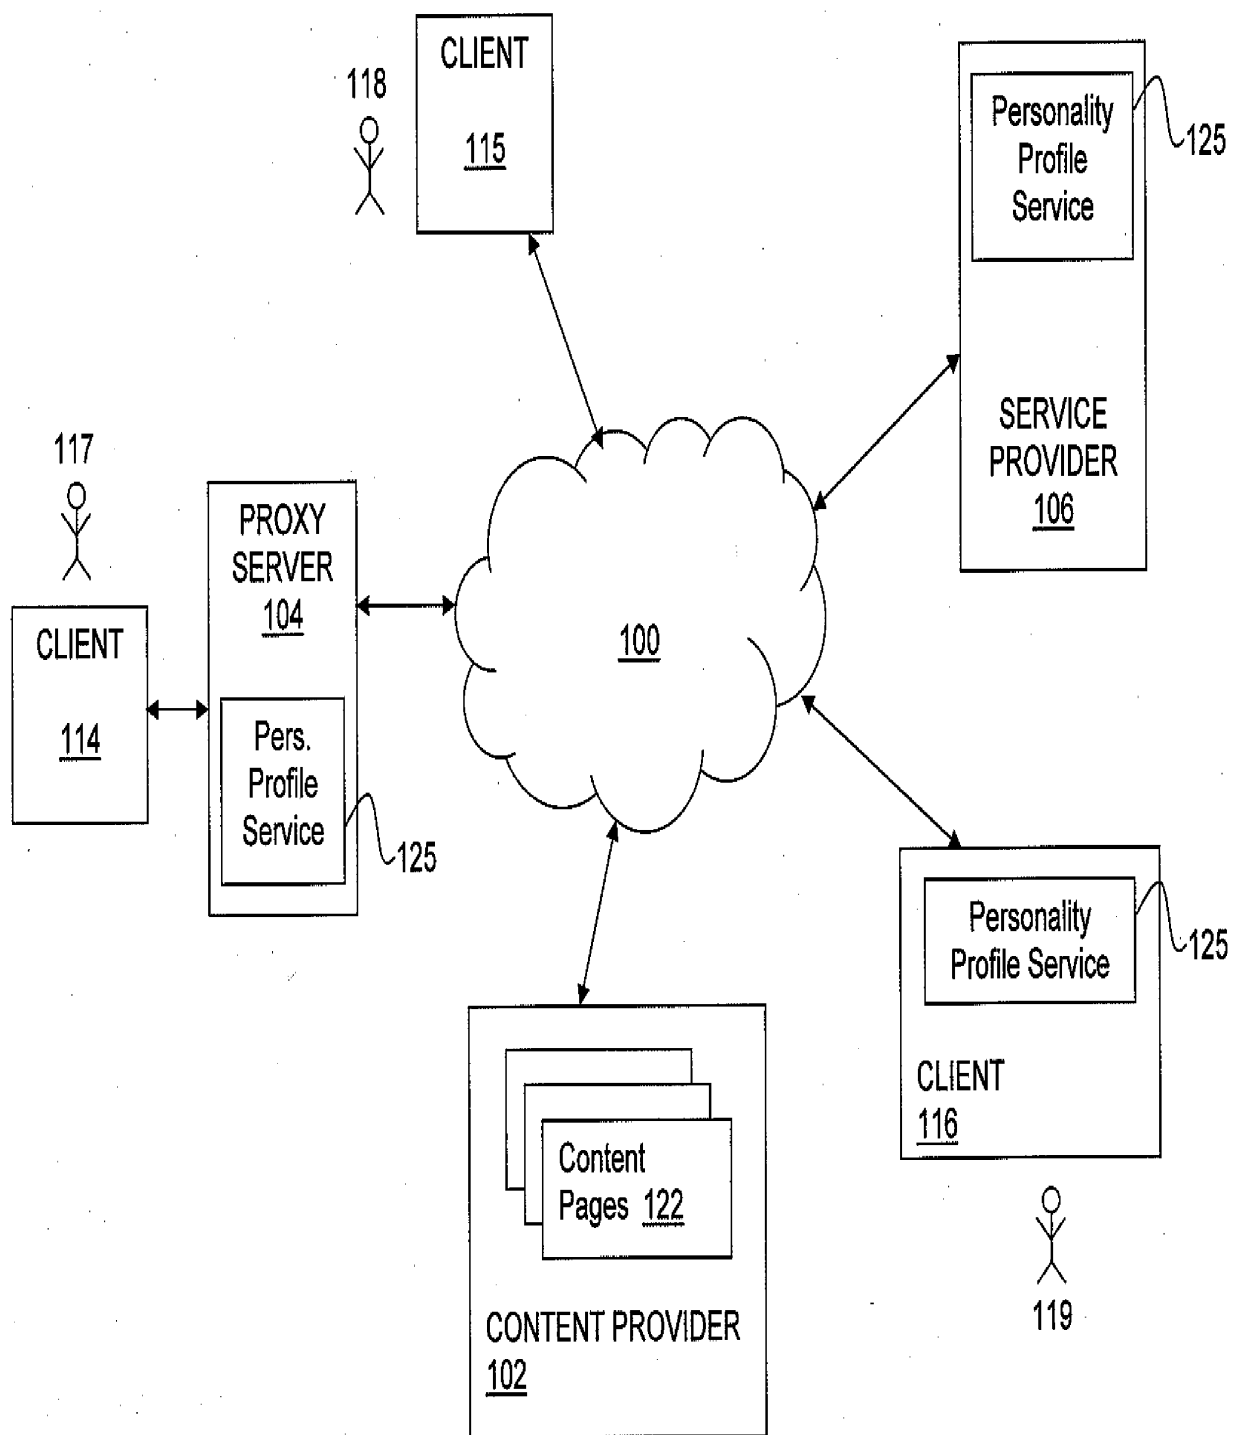 CLIENT
115
118
Personality
Profile
Service
125
SERVICE
PROVIDER
106
117
PROXY
SERVER
104
CLIENT
114
Pers.
Profile
Service
125
100
Personality
Profile Service
125
CLIENT
116
119
Content
Pages 122
CONTENT PROVIDER
102